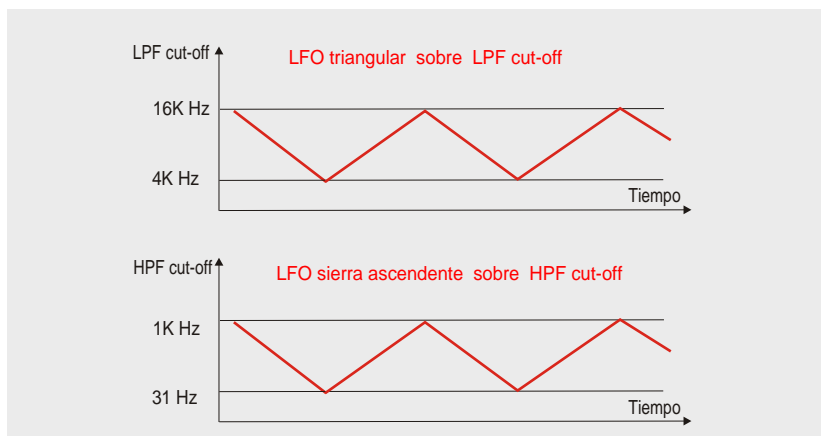 LPF cut-off
LFO triangular sobre LPF cut-off
16K Hz
4K Hz
Tiempo
HPF cut-off
LFO sierra ascendente sobre HPF cut-off
1K Hz
31 Hz
Tiempo